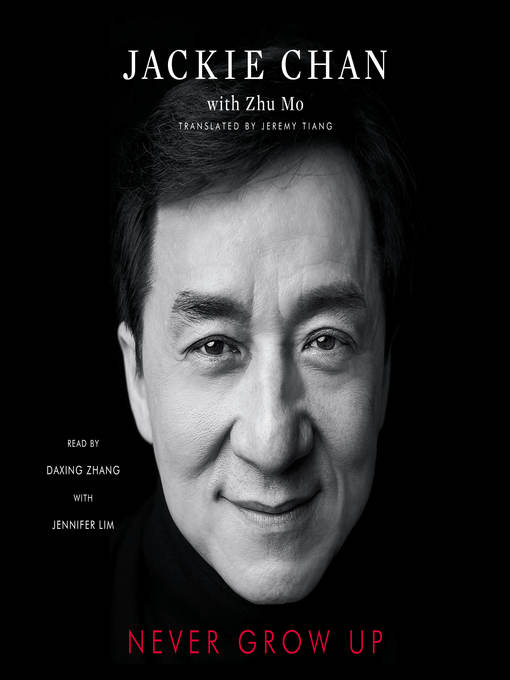 JACKIE CHAN
with Zhu Mo
TRANSLATED BY JEREMY TIANG
READ BY
DAXING ZHANG
WITH
JENNIFER LIM
NEVER GROW UP